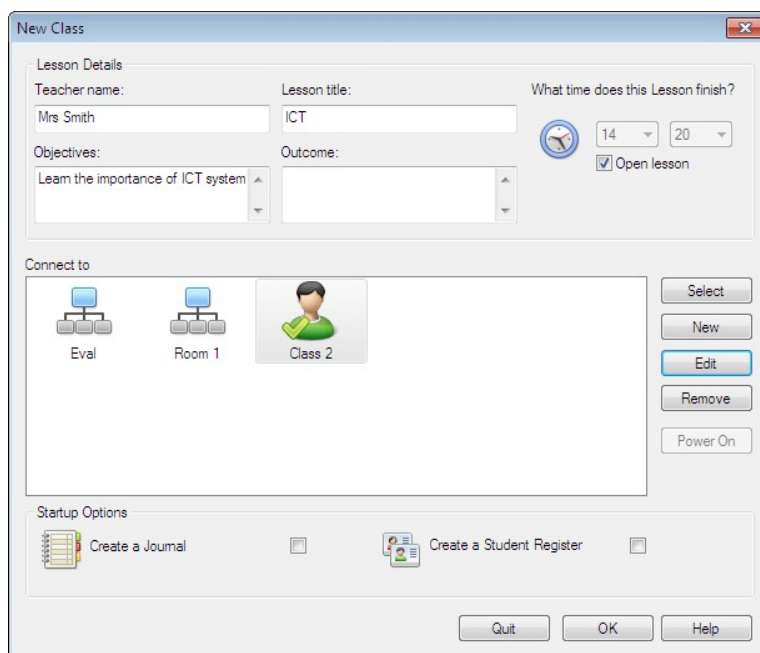 New Class
Lesson Details
Teacher name:
Lesson title:
What time does this Lesson finish?
Mrs Smith
ICT
14
20
Open lesson
Objectives:
Outcome:
Learn the importance of ICT system
Connect to
Eval
Room 1
Class 2
Select
New
Edit
Remove
Power On
Startup Options
Create a Journal
Create a Student Register
Quit
OK
Help